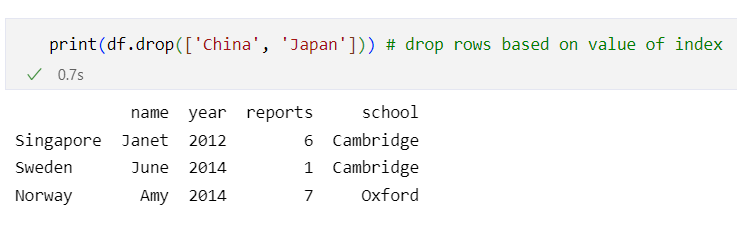 print(df.drop(['China', 'Japan'])) # drop rows based on value of index
✓ 0.7s
name year reports school
Singapore Janet 2012 6 Cambridge
Sweden June 2014 1 Cambridge
Norway Amy 2014 7 Oxford